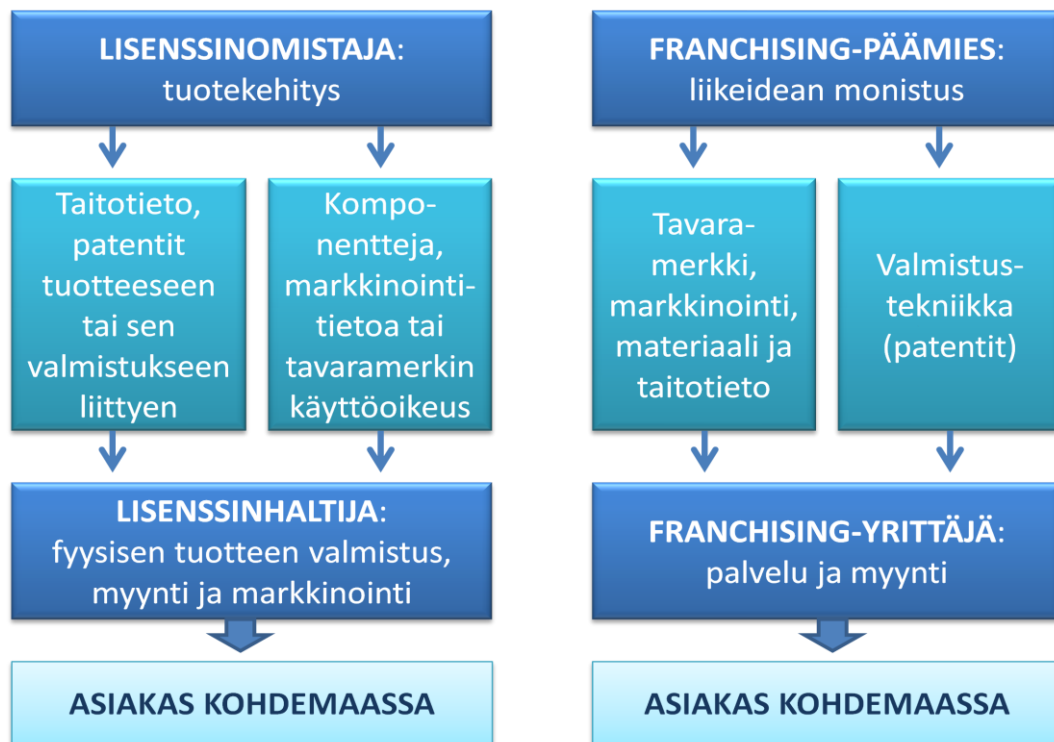 LISENSSINOMISTAJA:
tuotekehitys
Taitotieto,
patentit
tuotteeseen
tai sen
valmistukseen
liittyen
Kompo-
nentteja,
markkinointi-
tietoa tai
tavaramerkin
käyttöoikeus
LISENSSINHALTIJA:
fyysisen tuotteen valmistus,
myynti ja markkinointi
ASIAKAS KOHDEMAASSA
FRANCHISING-PÄÄMIES:
liikeidean monistus
Tavara-
merkki,
markkinointi,
materiaali ja
taitotieto
Valmistus-
tekniikka
(patentit)
FRANCHISING-YRITTÄJÄ:
palvelu ja myynti
ASIAKAS KOHDEMAASSA